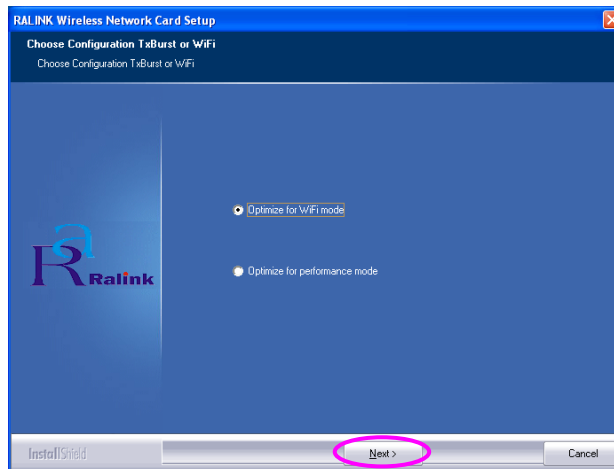 RALINK Wireless Network Card Setup
Choose Configuration TxBurst or WiFi
Choose Configuration TxBurst or WiFi
Optimize for WiFi mode
Ralink
Optimize for performance mode
InstallShield
Next >
Cancel